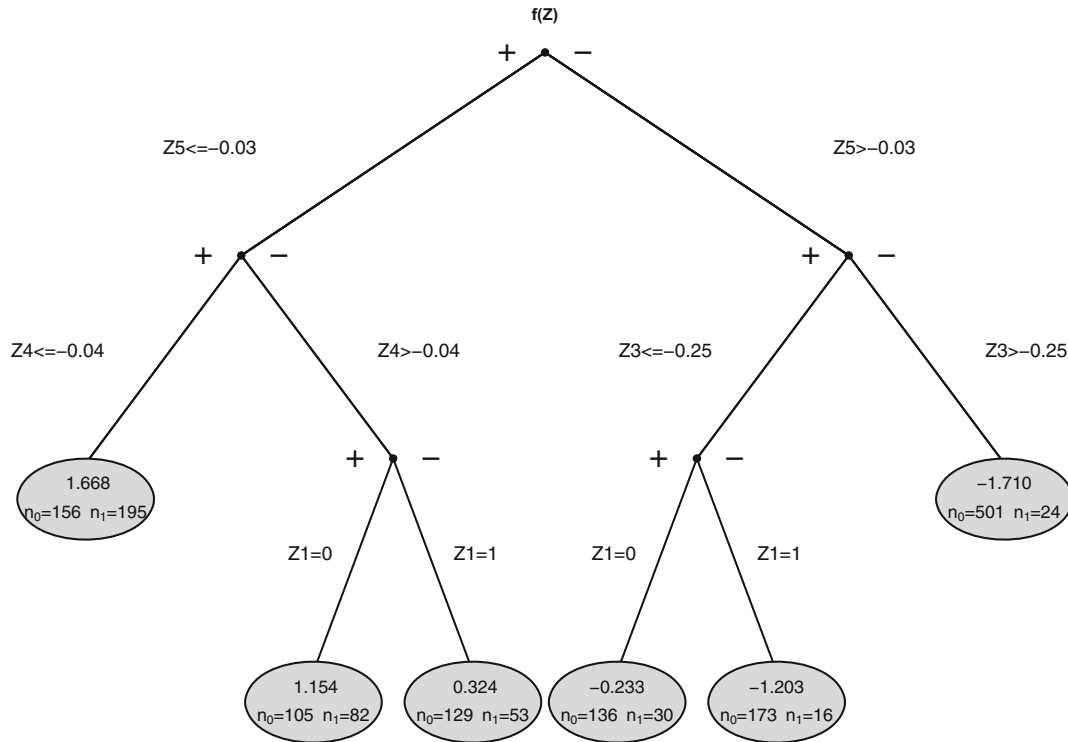 f(Z)
+ −
Z5<=−0.03 Z5>−0.03
+ − + −
Z4<=−0.04 Z4>−0.04 Z3<=−0.25 Z3>−0.25
+ − + −
1.668 −1.710
n₀=156 n₁=195 n₀=501 n₁=24
Z1=0 Z1=1 Z1=0 Z1=1
1.154 0.324 −0.233 −1.203
n₀=105 n₁=82 n₀=129 n₁=53 n₀=136 n₁=30 n₀=173 n₁=16